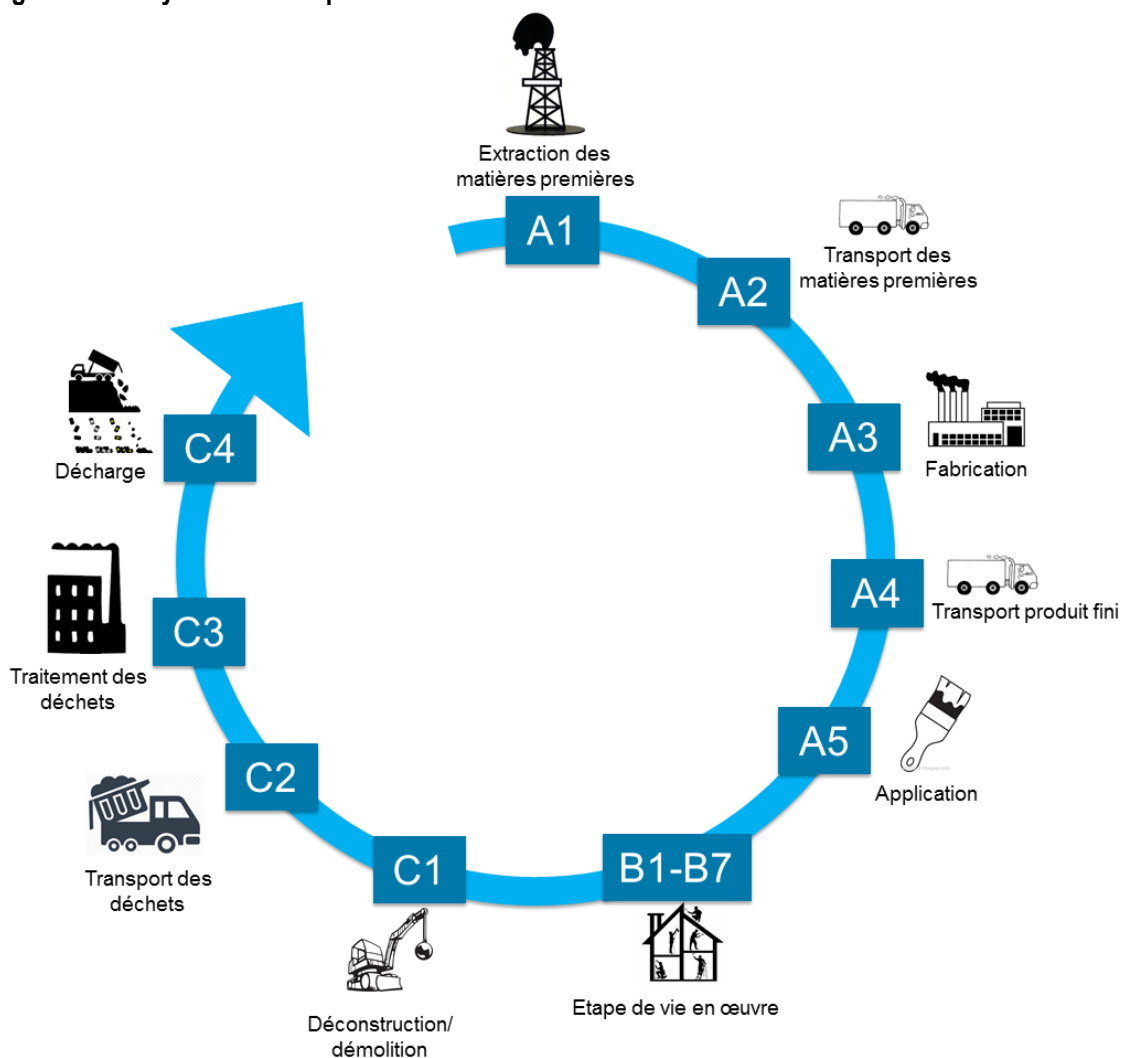 Extraction des
matières premières
A1
Transport des
matières premières
A2
A3
Fabrication
A4
Transport produit fini
A5
Application
B1-B7
Etape de vie en œuvre
C1
Déconstruction/
démolition
C2
Transport des
déchets
C3
Traitement des
déchets
C4
Décharge